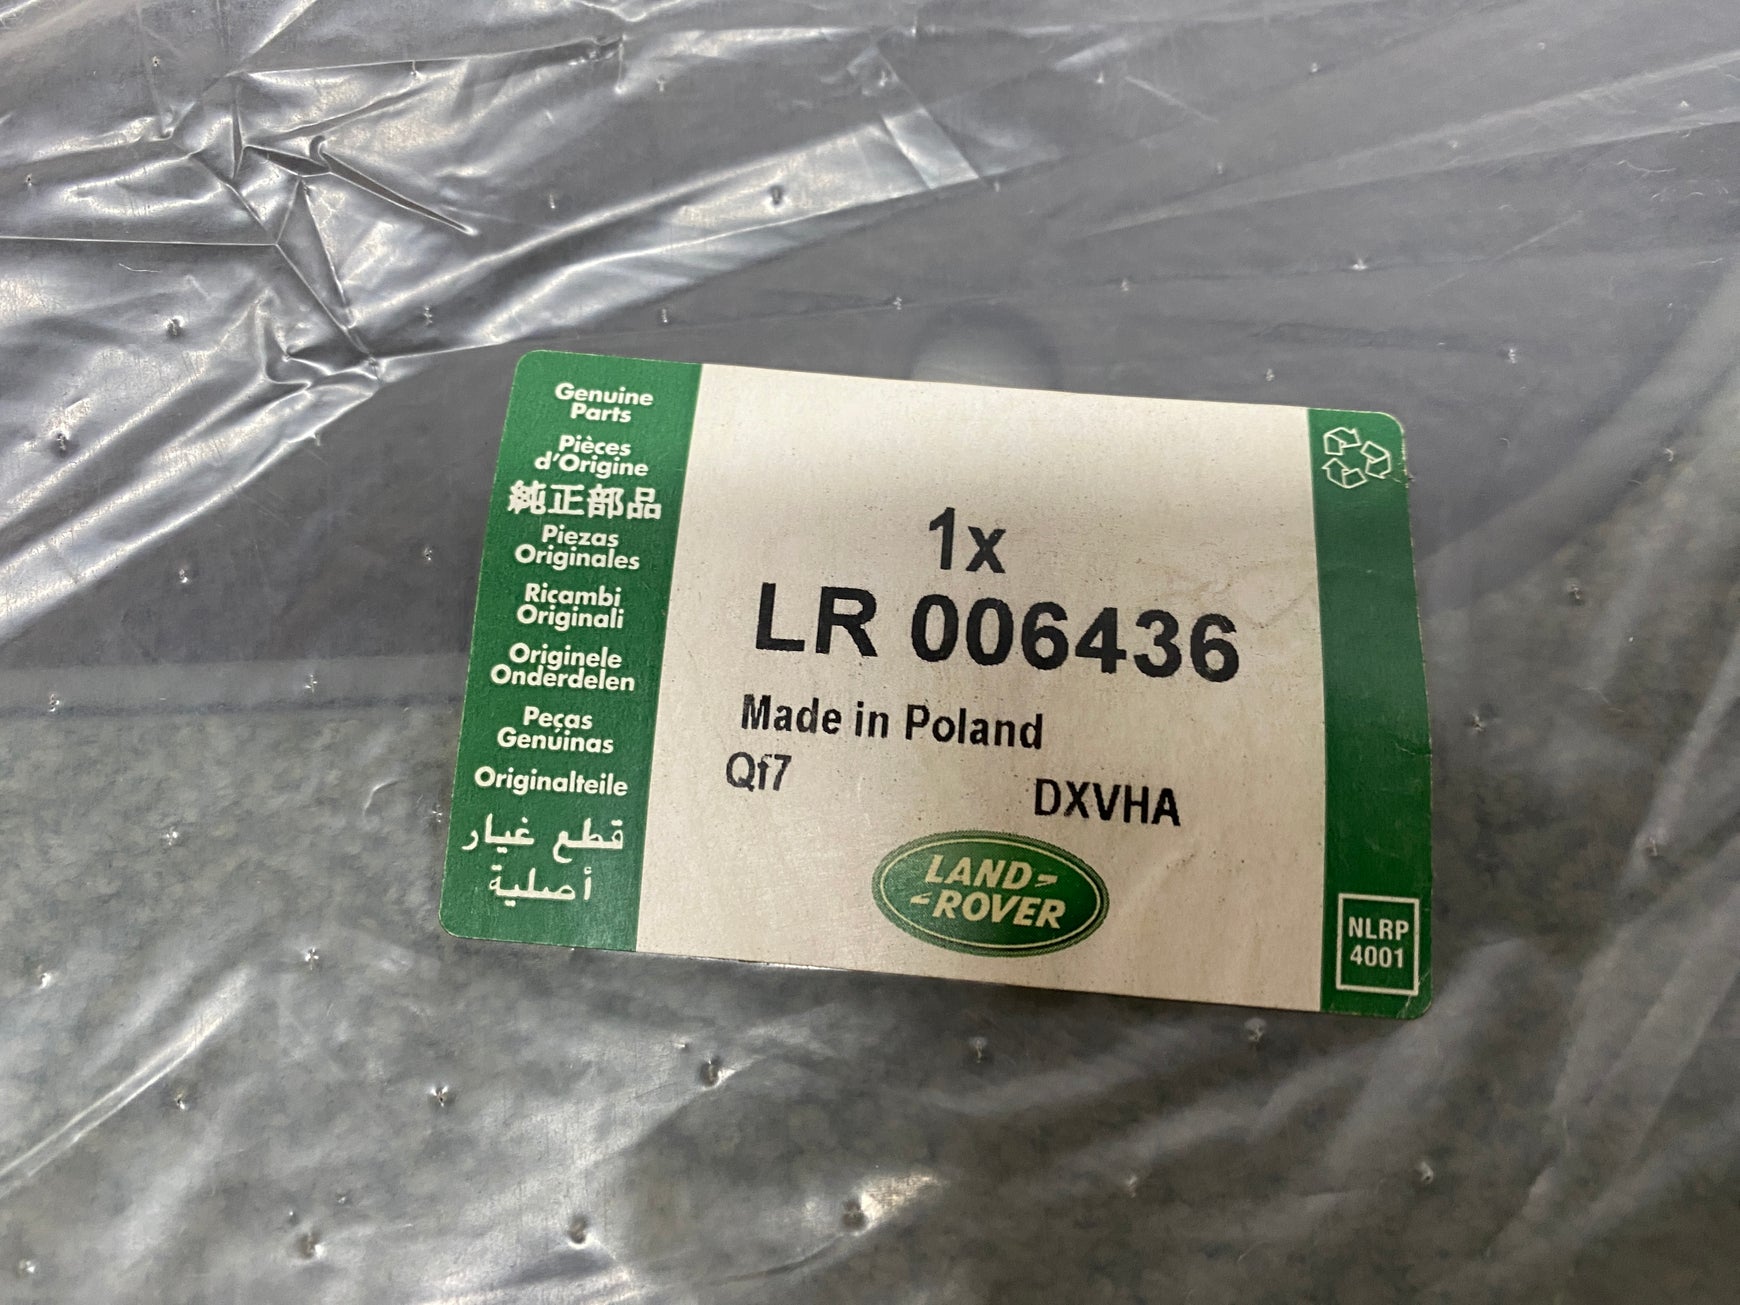 Genuine
Parts
Pièces
d'Origine
純正部品
Piezas
Originales
Ricambi
Originali
Originele
Onderdelen
Peças
Genuinas
Originalteile
قطع غيار
أصلية
1x
LR 006436
Made in Poland
Qf7 DXVHA
LAND-
-ROVER
NLRP
4001